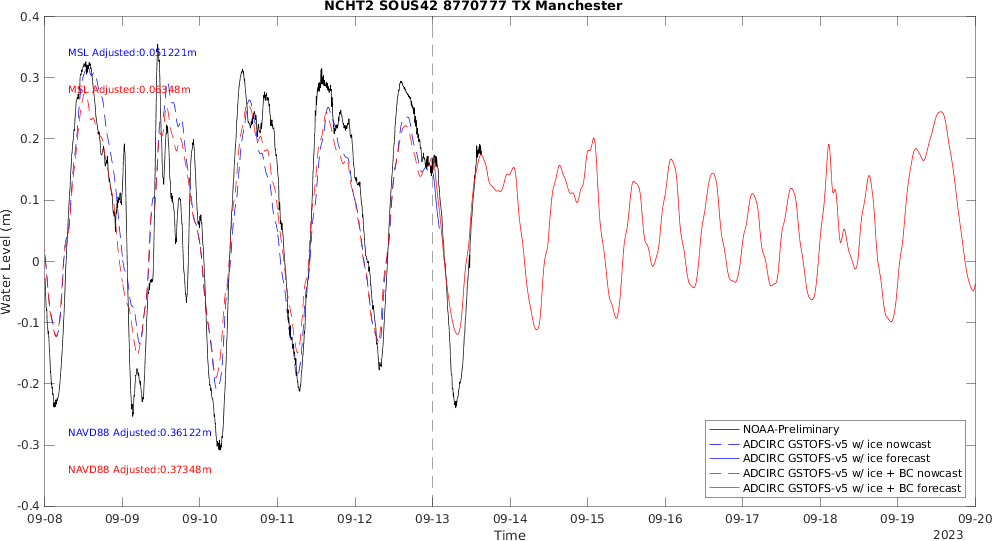 NCHT2 SOUS42 8770777 TX Manchester
0.4
MSL Adjusted:0.051221m
0.3
MSL Adjusted:0.06348m
0.2
0.1
Water Level (m)
0
-0.1
-0.2
NAVD88 Adjusted:0.36122m
-0.3
NAVD88 Adjusted:0.37348m
-0.4
NOAA-Preliminary
ADCIRC GSTOFS-v5 w/ ice nowcast
ADCIRC GSTOFS-v5 w/ ice forecast
ADCIRC GSTOFS-v5 w/ ice + BC nowcast
ADCIRC GSTOFS-v5 w/ ice + BC forecast
09-08 09-09 09-10 09-11 09-12 09-13 09-14 09-15 09-16 09-17 09-18 09-19 09-20
Time
2023